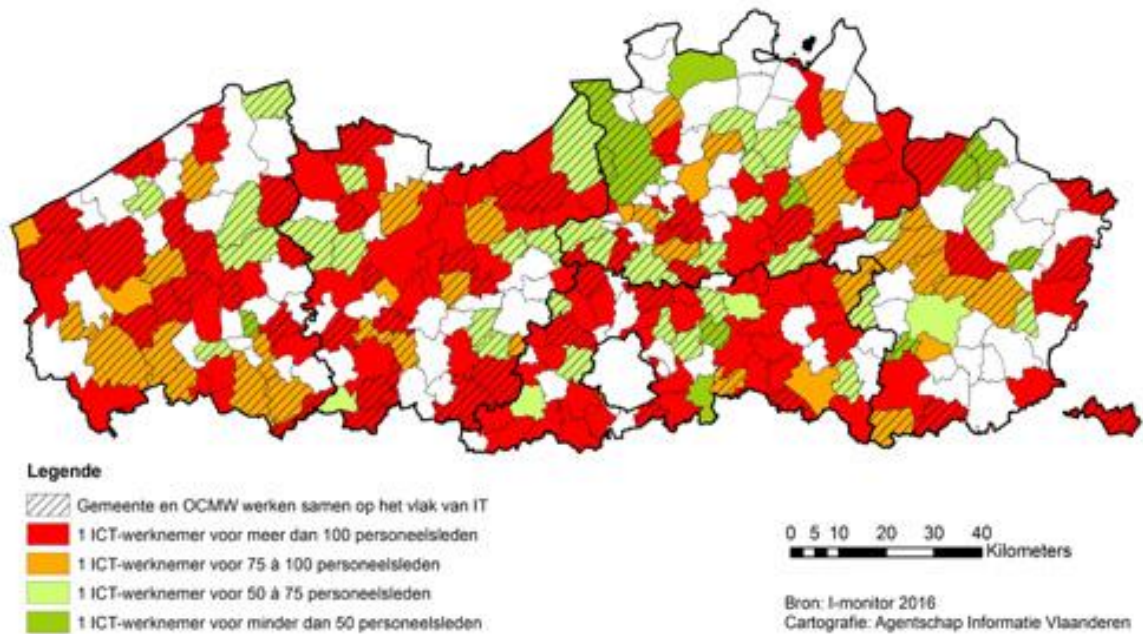 Legende
Gemeente en OCMW werken samen op het vlak van IT
1 ICT-werknemer voor meer dan 100 personeelsleden
1 ICT-werknemer voor 75 à 100 personeelsleden
1 ICT-werknemer voor 50 à 75 personeelsleden
1 ICT-werknemer voor minder dan 50 personeelsleden
0 5 10 20 30 40
Kilometers
Bron: I-monitor 2016
Cartografie: Agentschap Informatie Vlaanderen